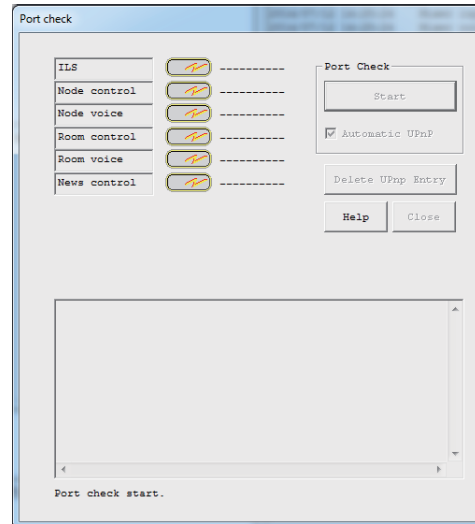 Port check
ILS ----------
Node control ----------
Node voice ----------
Room control ----------
Room voice ----------
News control ----------
Port Check
Start
Automatic UPnP
Delete UPnp Entry
Help Close
Port check start.